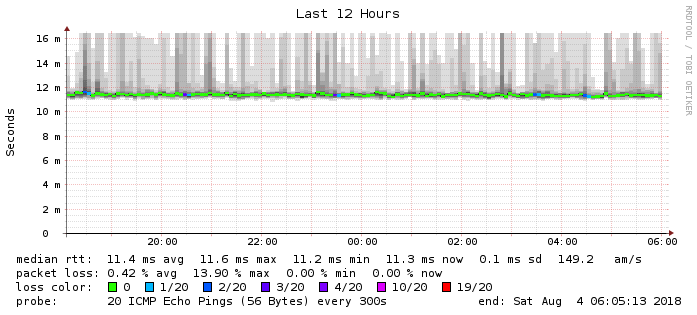 Last 12 Hours
RRDTOOL / TOBI OETIKER
Seconds
16 m
14 m
12 m
10 m
8 m
6 m
4 m
2 m
0
20:00 22:00 00:00 02:00 04:00 06:00
median rtt: 11.4 ms avg 11.6 ms max 11.2 ms min 11.3 ms now 0.1 ms sd 149.2 am/s
packet loss: 0.42 % avg 13.90 % max 0.00 % min 0.00 % now
loss color: 0 1/20 2/20 3/20 4/20 10/20 19/20
probe: 20 ICMP Echo Pings (56 Bytes) every 300s end: Sat Aug 4 06:05:13 2018